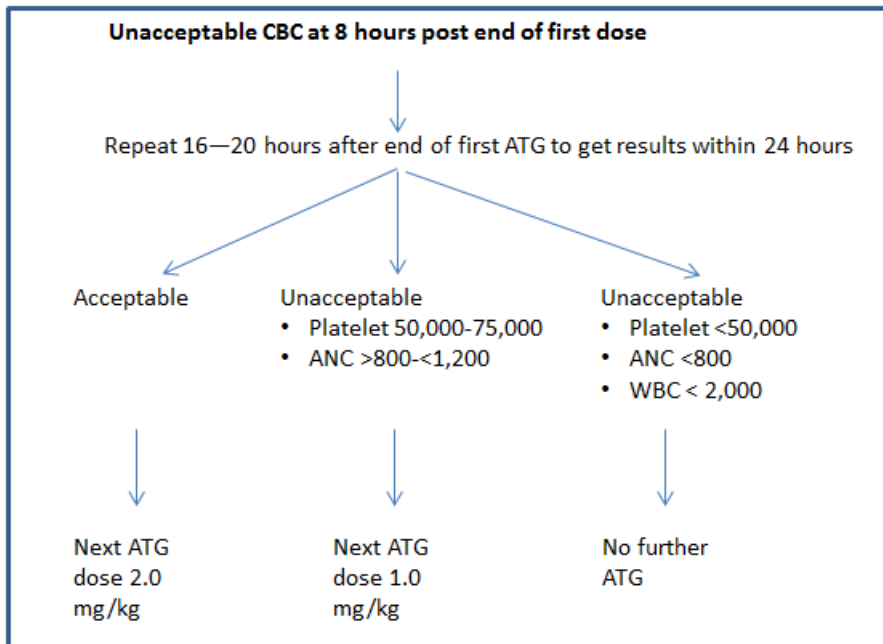 Unacceptable CBC at 8 hours post end of first dose
Repeat 16—20 hours after end of first ATG to get results within 24 hours
Acceptable
Unacceptable
• Platelet 50,000-75,000
• ANC >800-<1,200
Unacceptable
• Platelet <50,000
• ANC <800
• WBC < 2,000
Next ATG
dose 2.0
mg/kg
Next ATG
dose 1.0
mg/kg
No further
ATG